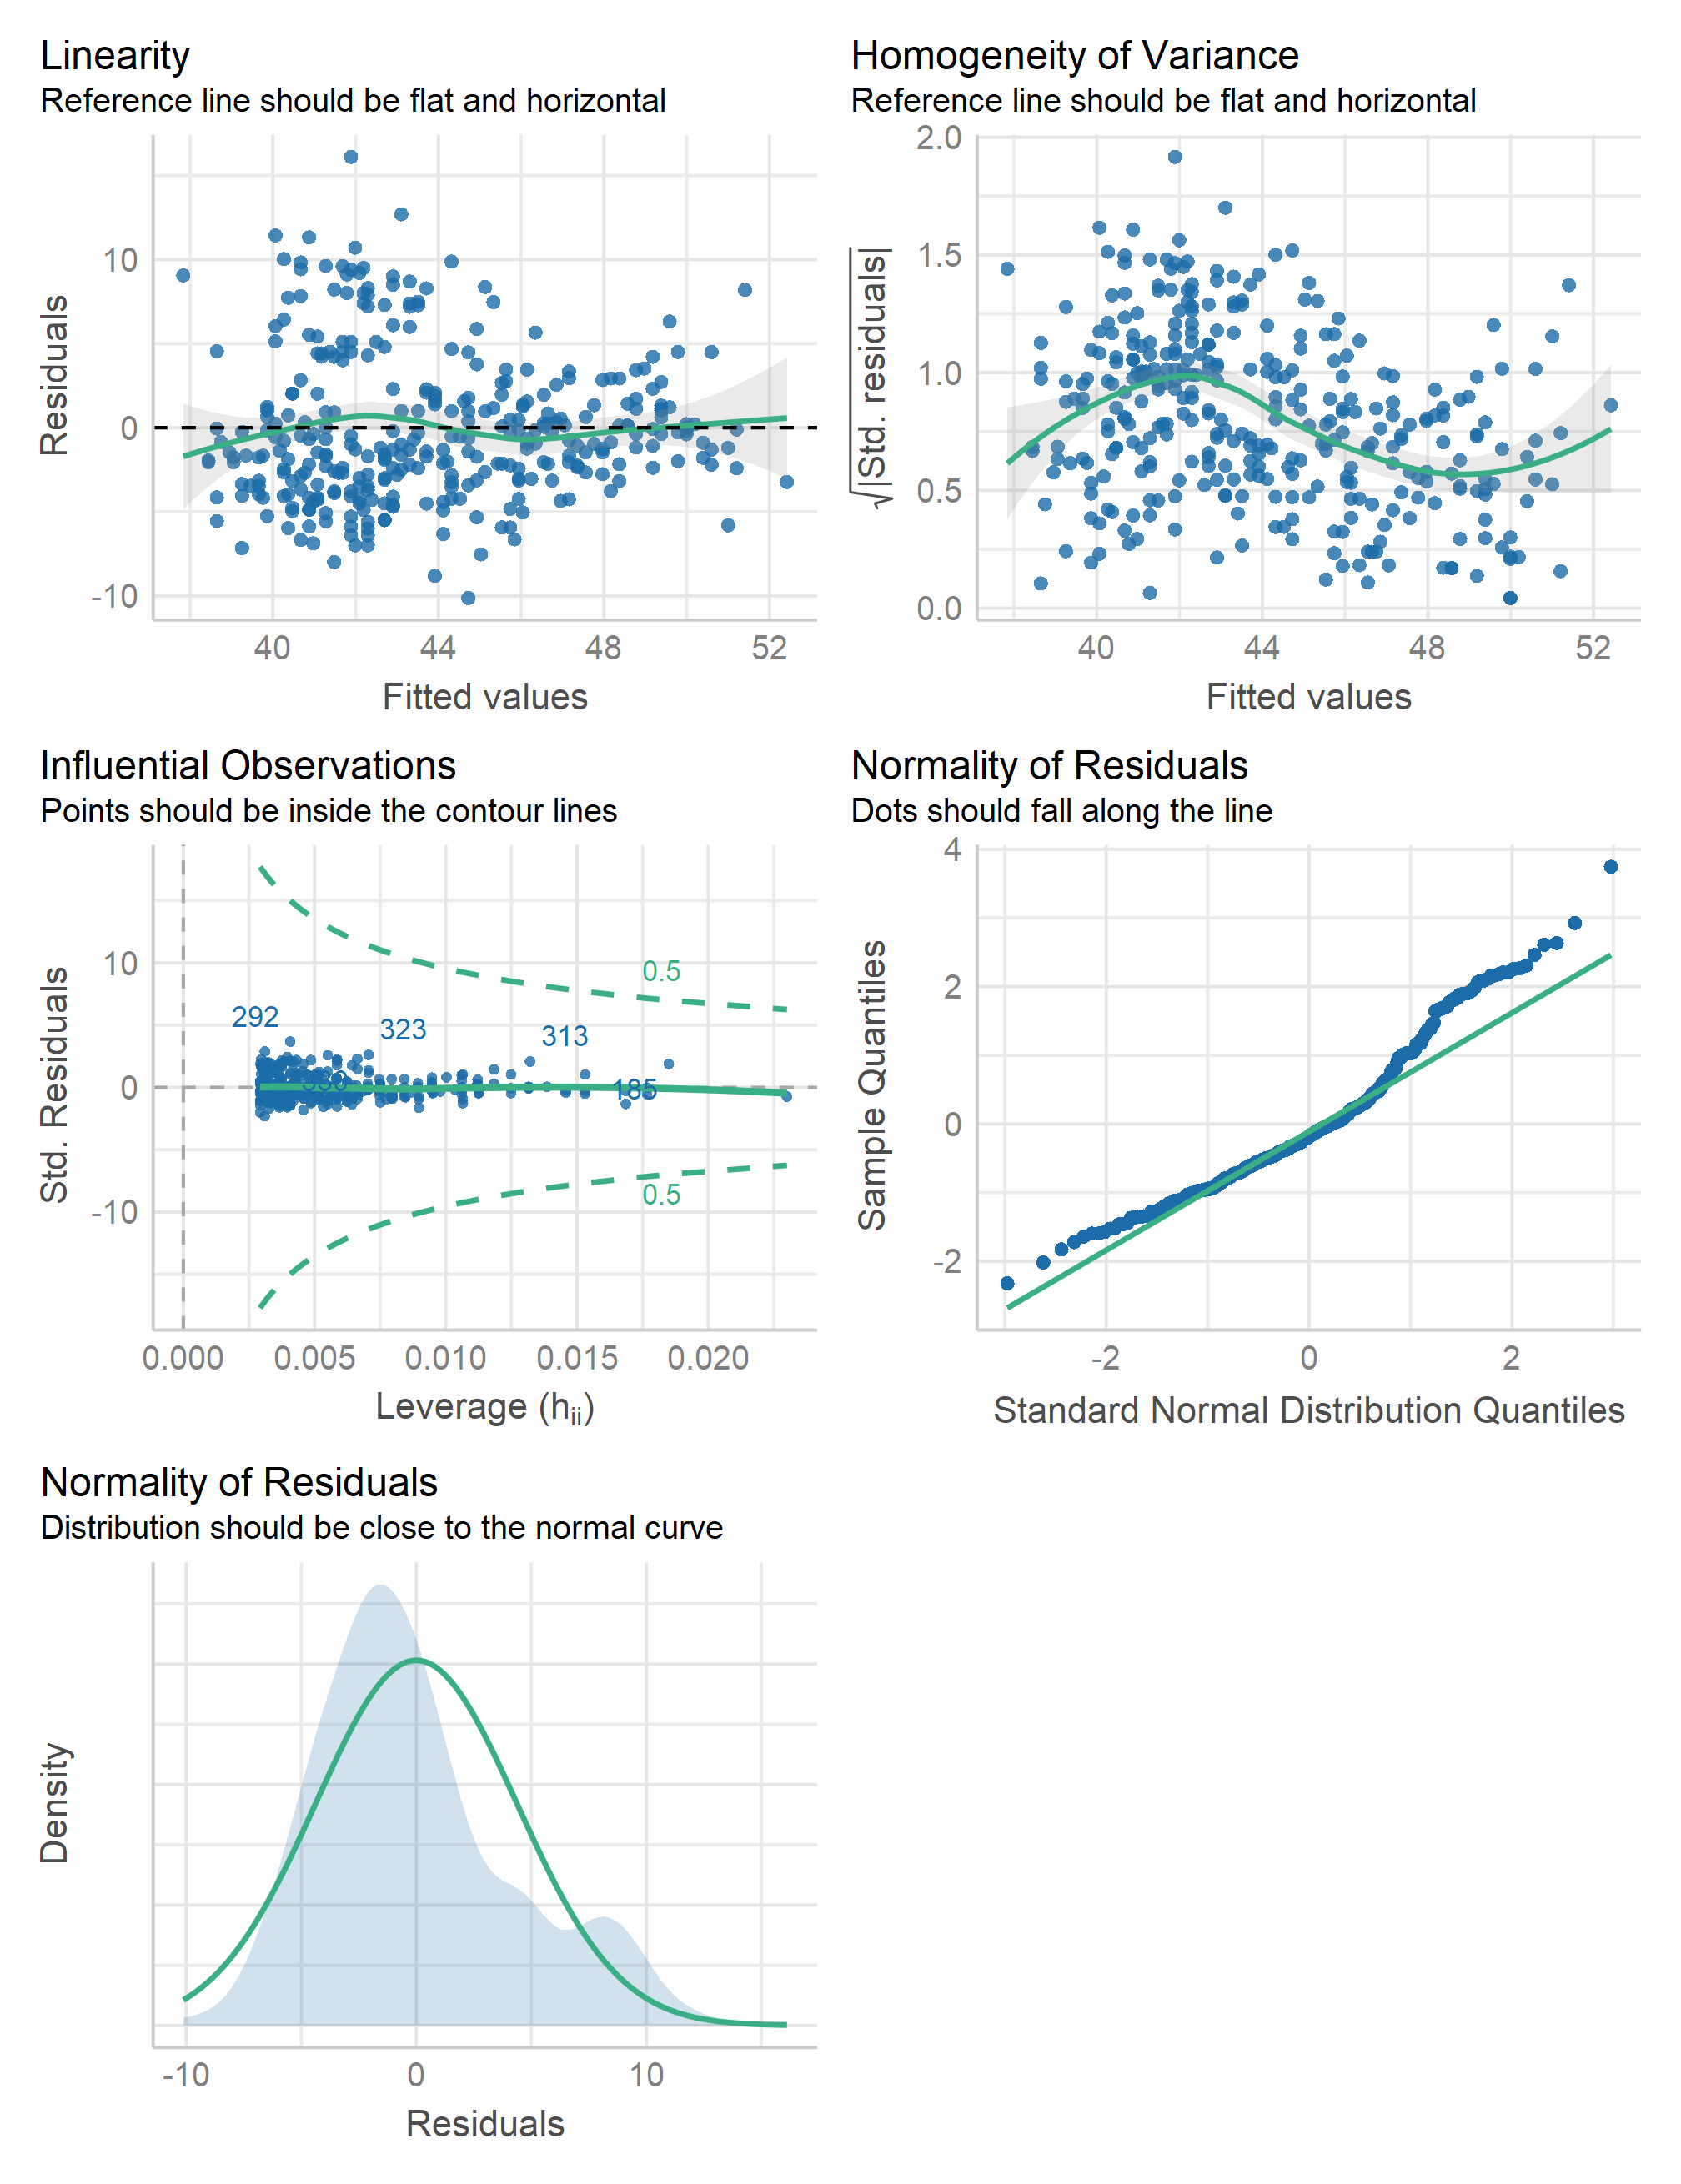 Linearity
Reference line should be flat and horizontal
10
0
-10
Residuals
40 44 48 52
Fitted values
Homogeneity of Variance
Reference line should be flat and horizontal
2.0
1.5
1.0
0.5
0.0
√|Std. residuals|
40 44 48 52
Fitted values
Influential Observations
Points should be inside the contour lines
10
0
-10
Std. Residuals
0.5
292
323
313
185
0.5
0.000 0.005 0.010 0.015 0.020
Leverage (hii)
Normality of Residuals
Dots should fall along the line
4
2
0
-2
Sample Quantiles
-2 0 2
Standard Normal Distribution Quantiles
Normality of Residuals
Distribution should be close to the normal curve
Density
-10 0 10
Residuals